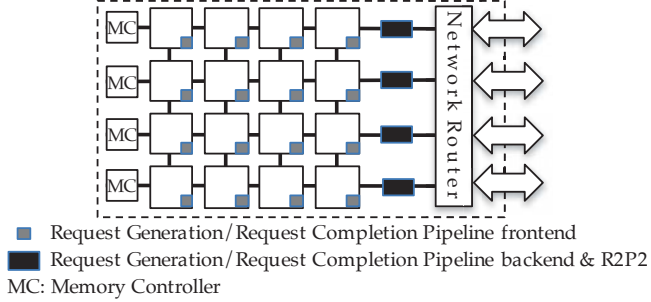 MC
MC
MC
MC
Network Router
Request Generation/Request Completion Pipeline frontend
Request Generation/Request Completion Pipeline backend & R2P2
MC: Memory Controller